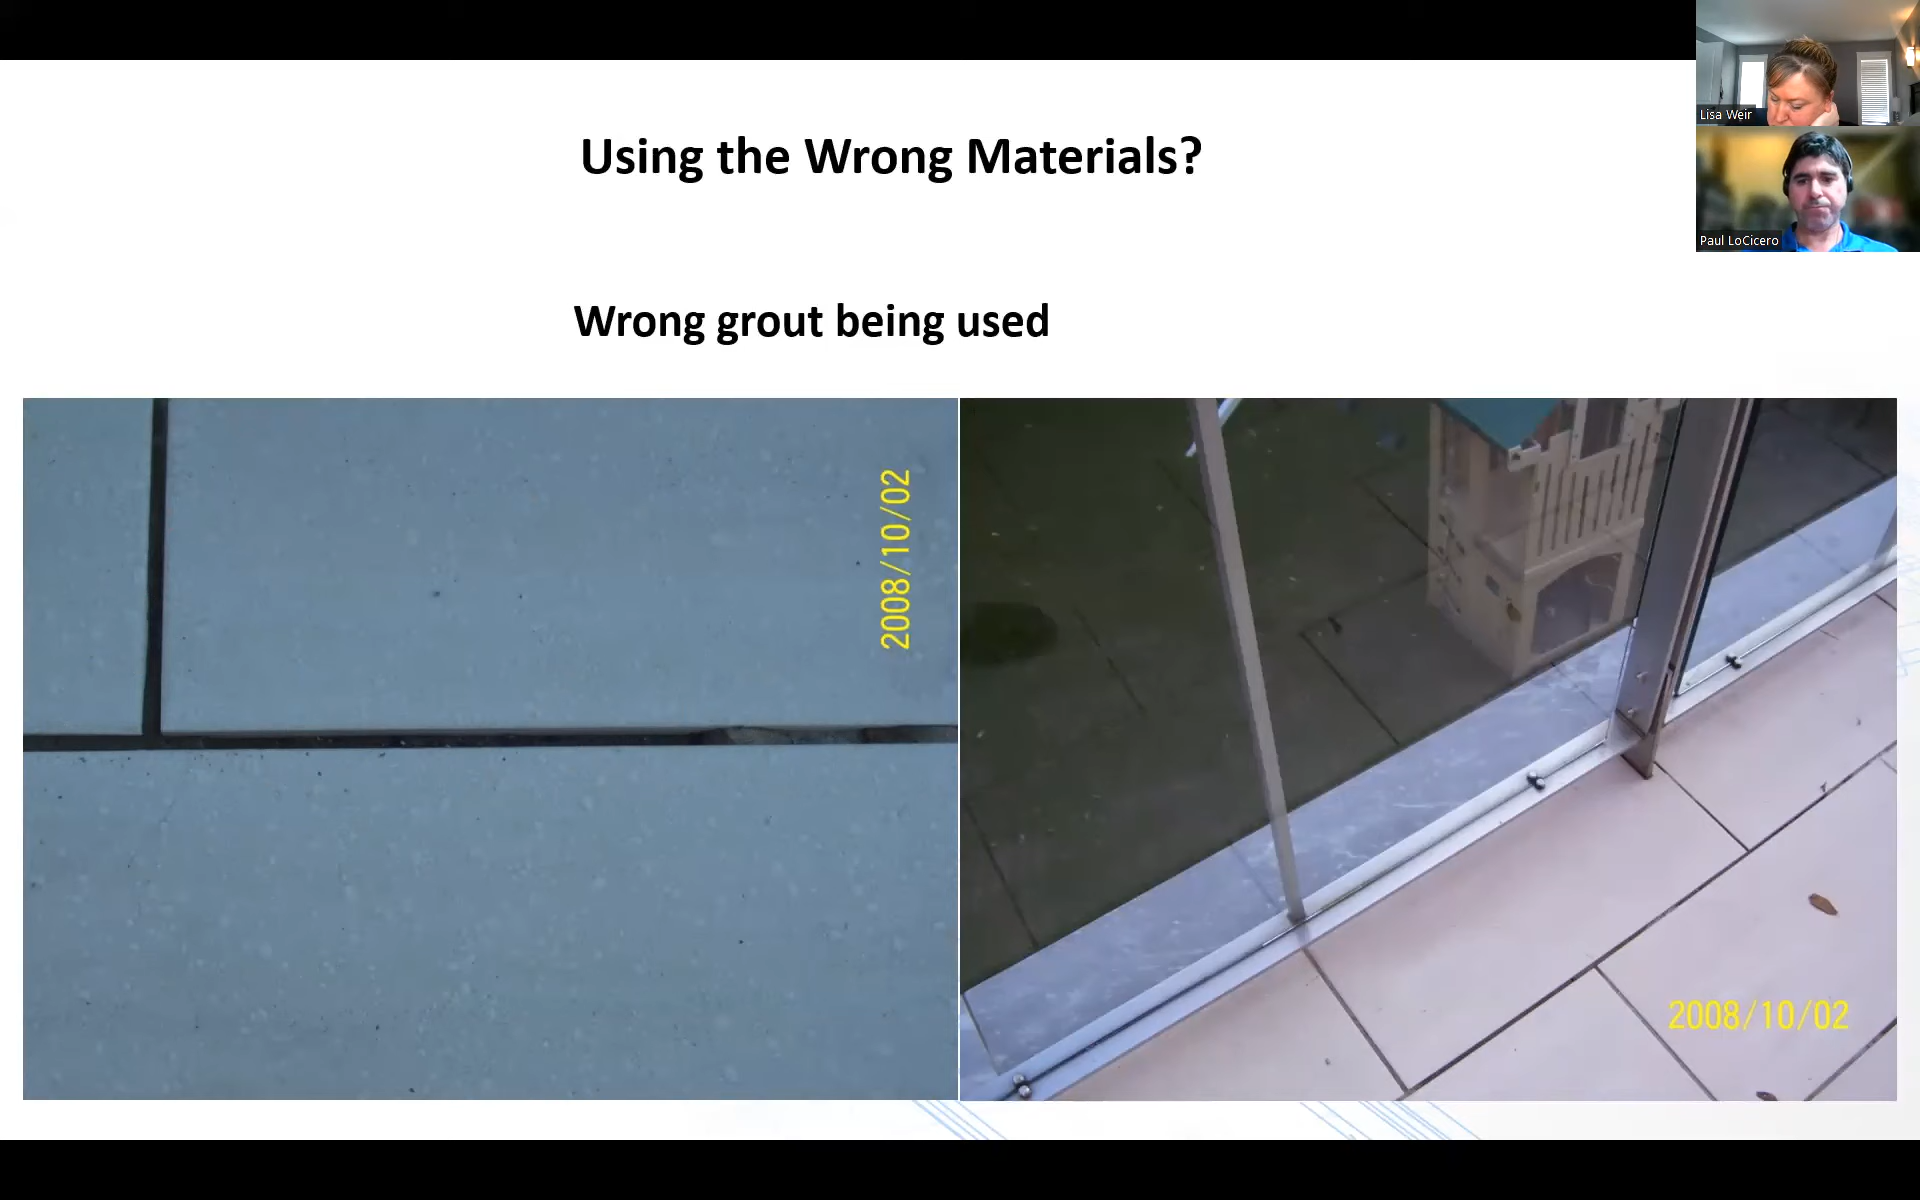 Using the Wrong Materials?
Lisa Weir
Paul LoCicero
Wrong grout being used
2008/10/02
2008/10/02